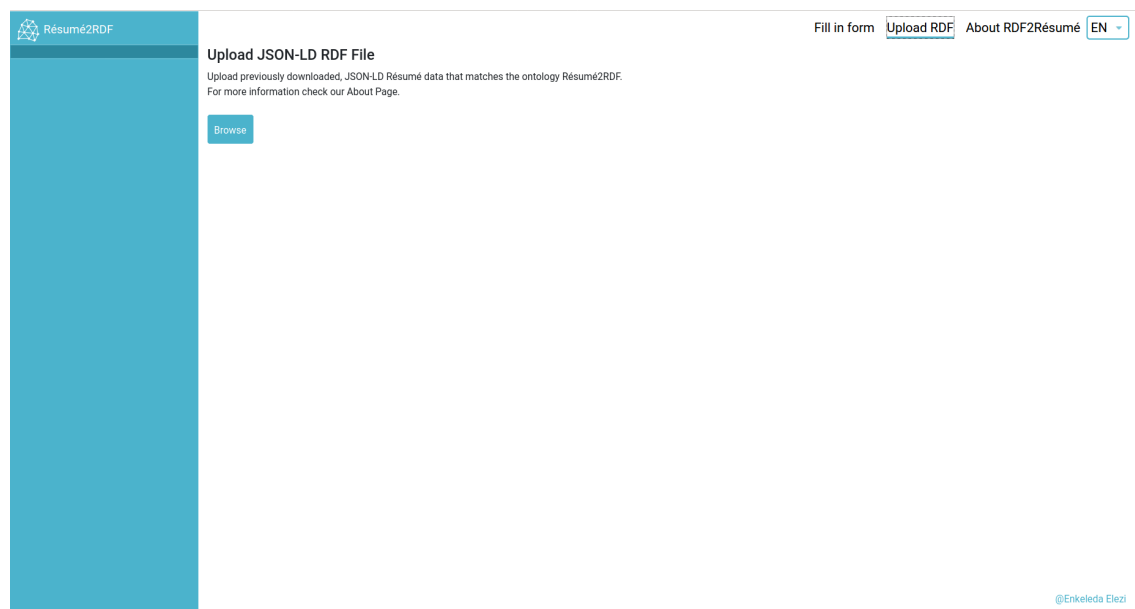 Résumé2RDF
Fill in form
Upload RDF
About RDF2Résumé
EN
Upload JSON-LD RDF File
Upload previously downloaded, JSON-LD Résumé data that matches the ontology Résumé2RDF.
For more information check our About Page.
Browse
@Enkeleda Elezi